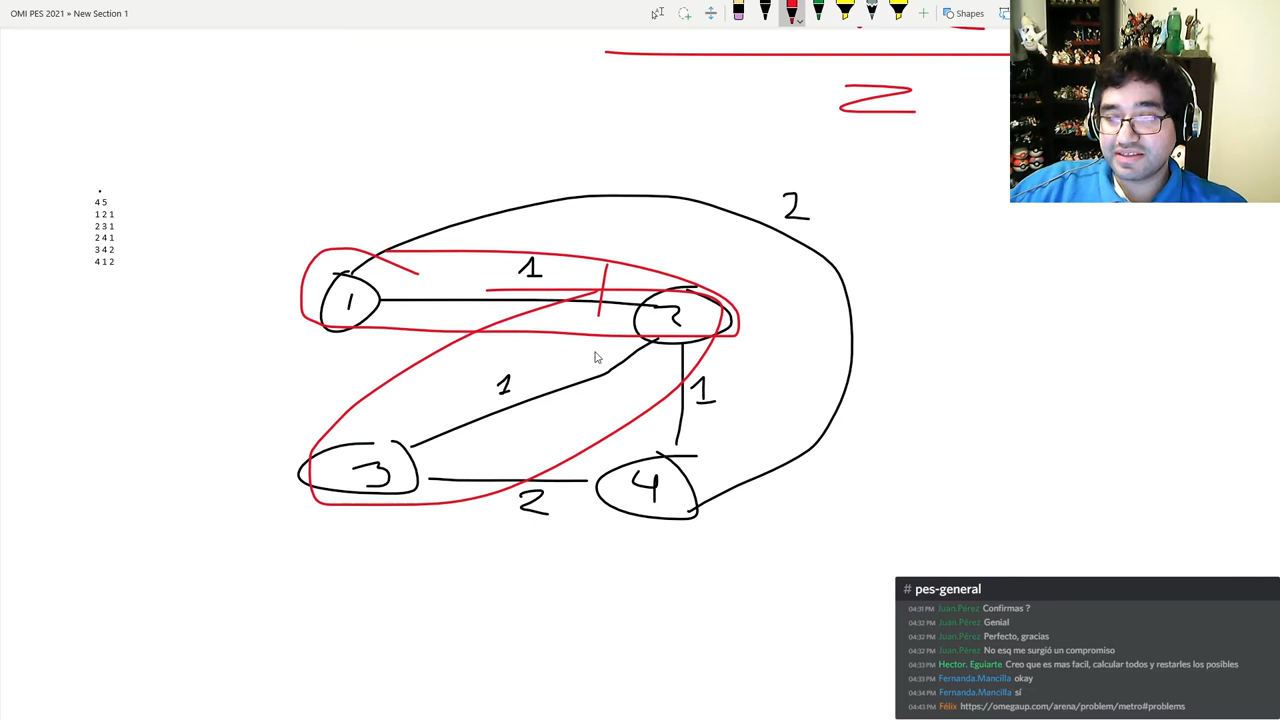 OMI PES 2021 » New Section 1
Shapes
2
4 5
1 2 1
2 3 1
2 4 1
3 4 2
4 1 2
2
1
1
2
1
1
3
4
2
# pes-general
04:31 PM Juan.Pérez Confirmas ?
04:32 PM Juan.Pérez Genial
04:32 PM Juan.Pérez Perfecto, gracias
04:32 PM Juan.Pérez No esq me surgió un compromiso
04:33 PM Hector. Eguiarte Creo que es mas facil, calcular todos y restarles los posibles
04:33 PM Fernanda.Mancilla okay
04:34 PM Fernanda.Mancilla sí
04:43 PM Félix https://omegaup.com/arena/problem/metro#problems